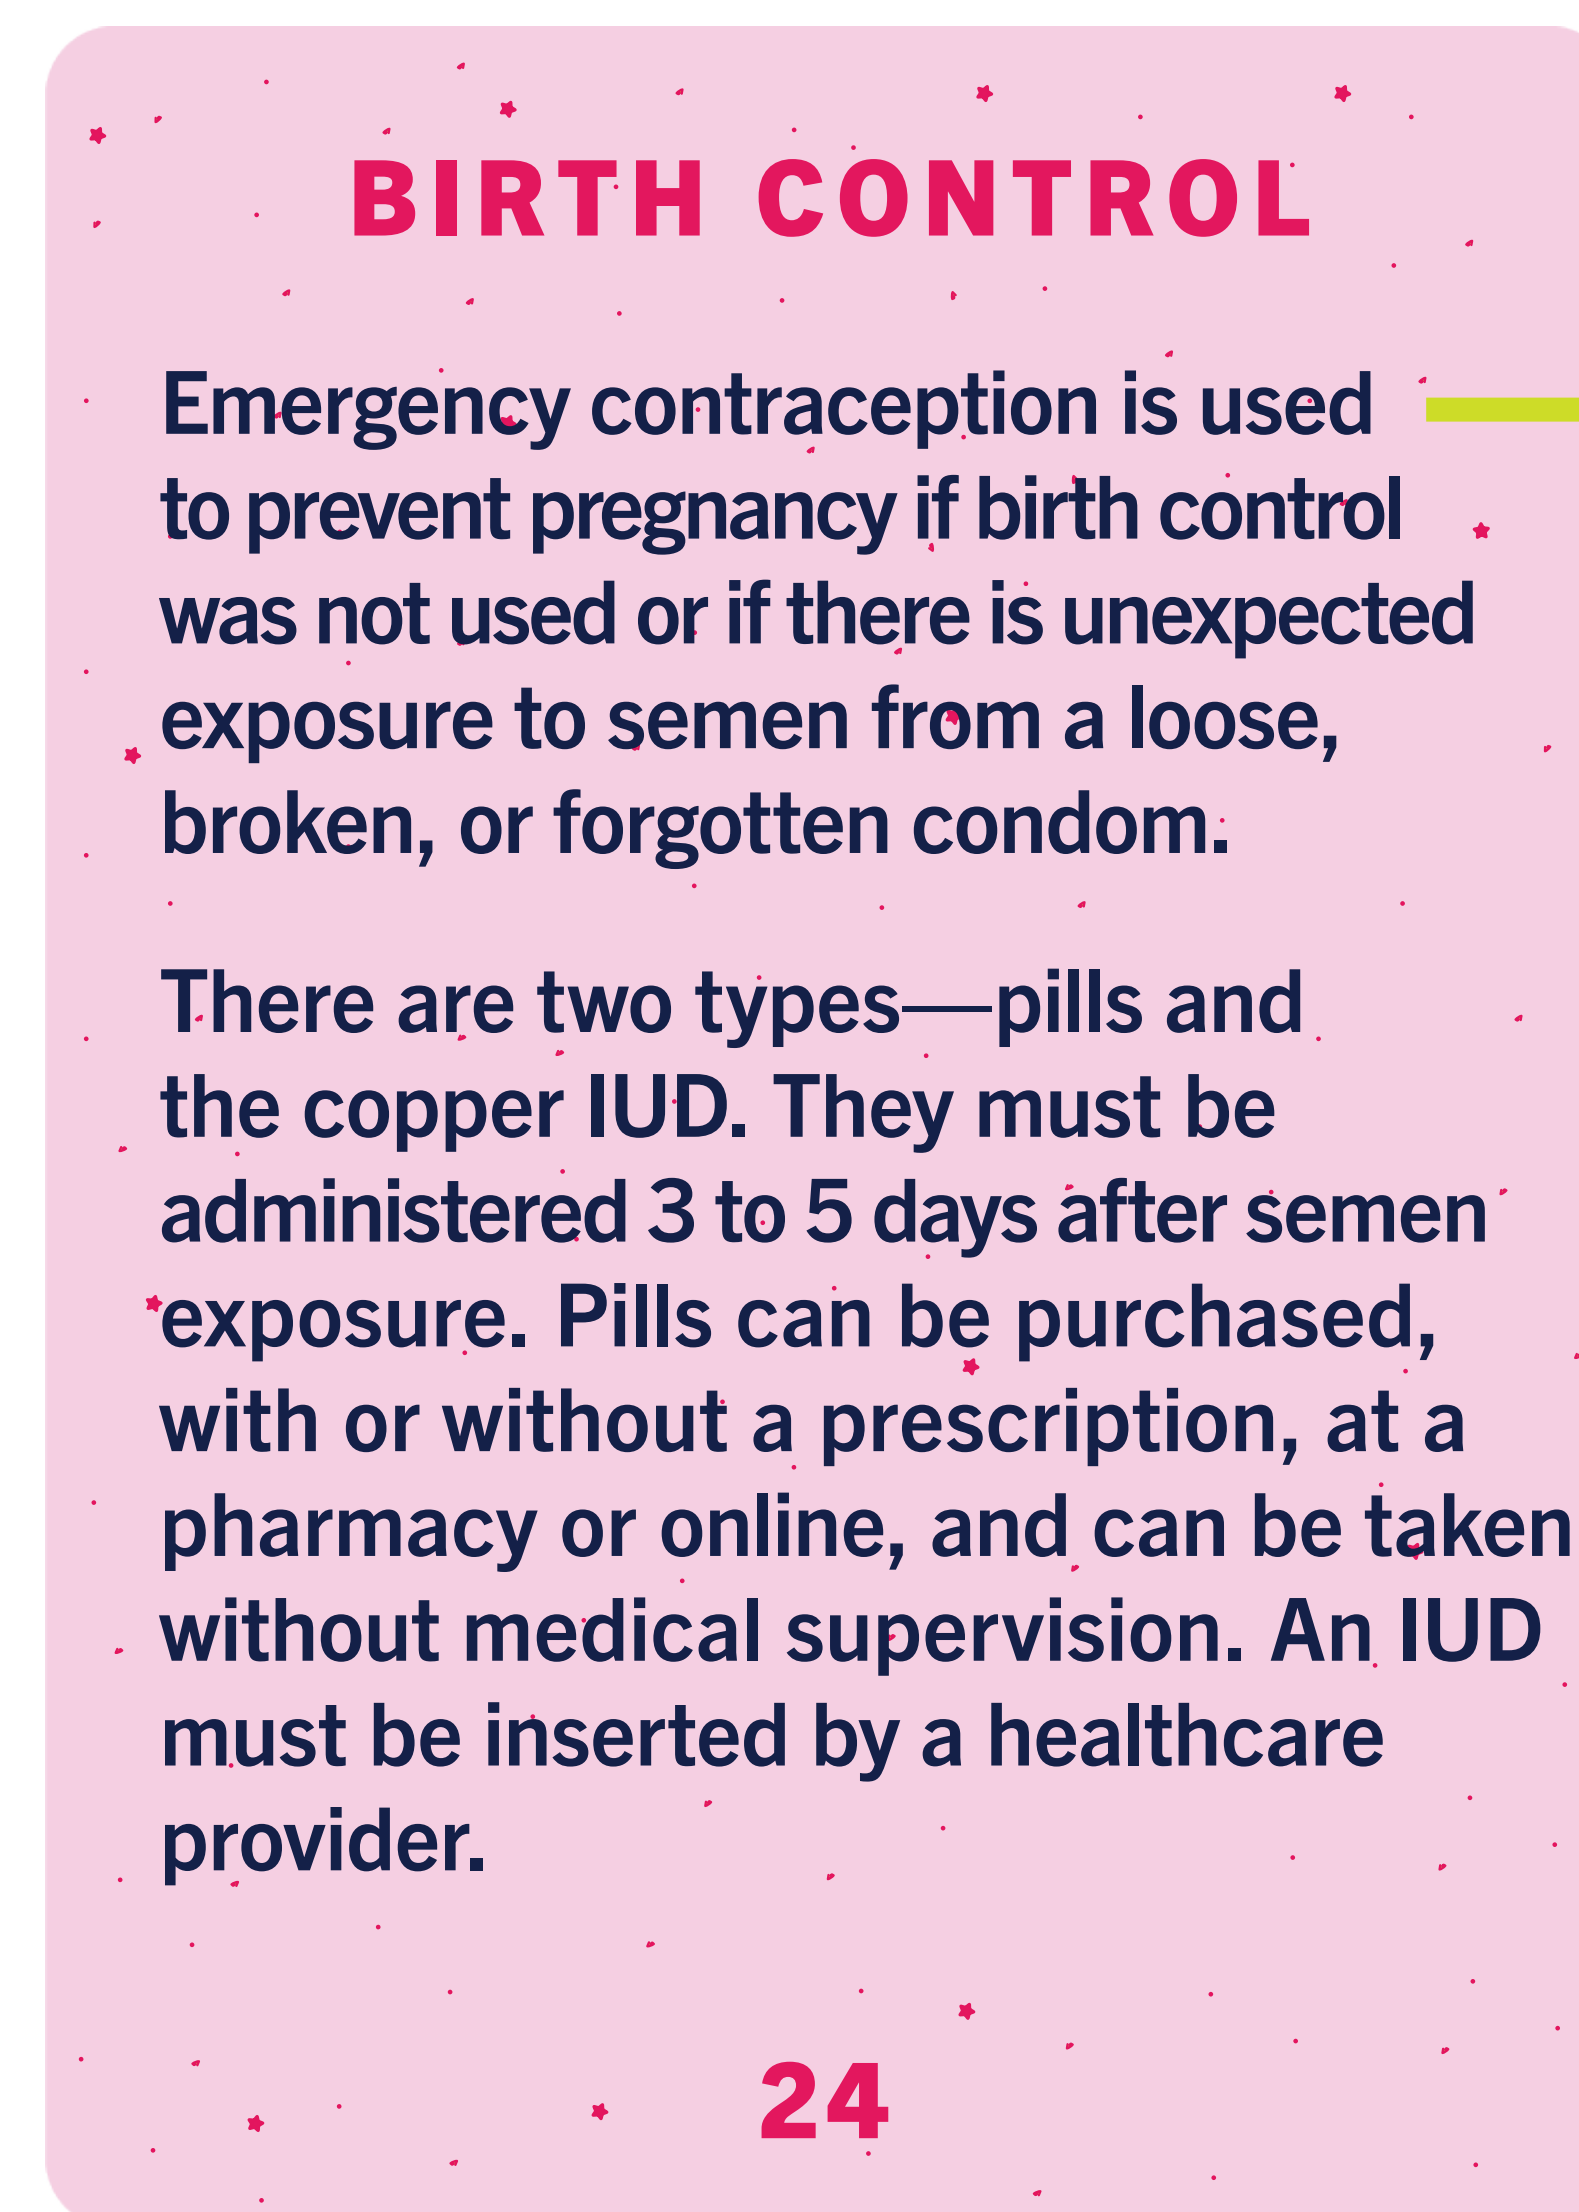 BIRTH CONTROL
Emergency contraception is used
to prevent pregnancy if birth control
was not used or if there is unexpected
exposure to semen from a loose,
broken, or forgotten condom.
There are two types—pills and
the copper IUD. They must be
administered 3 to 5 days after semen
exposure. Pills can be purchased,
with or without a prescription, at a
pharmacy or online, and can be taken
without medical supervision. An IUD
must be inserted by a healthcare
provider.
24